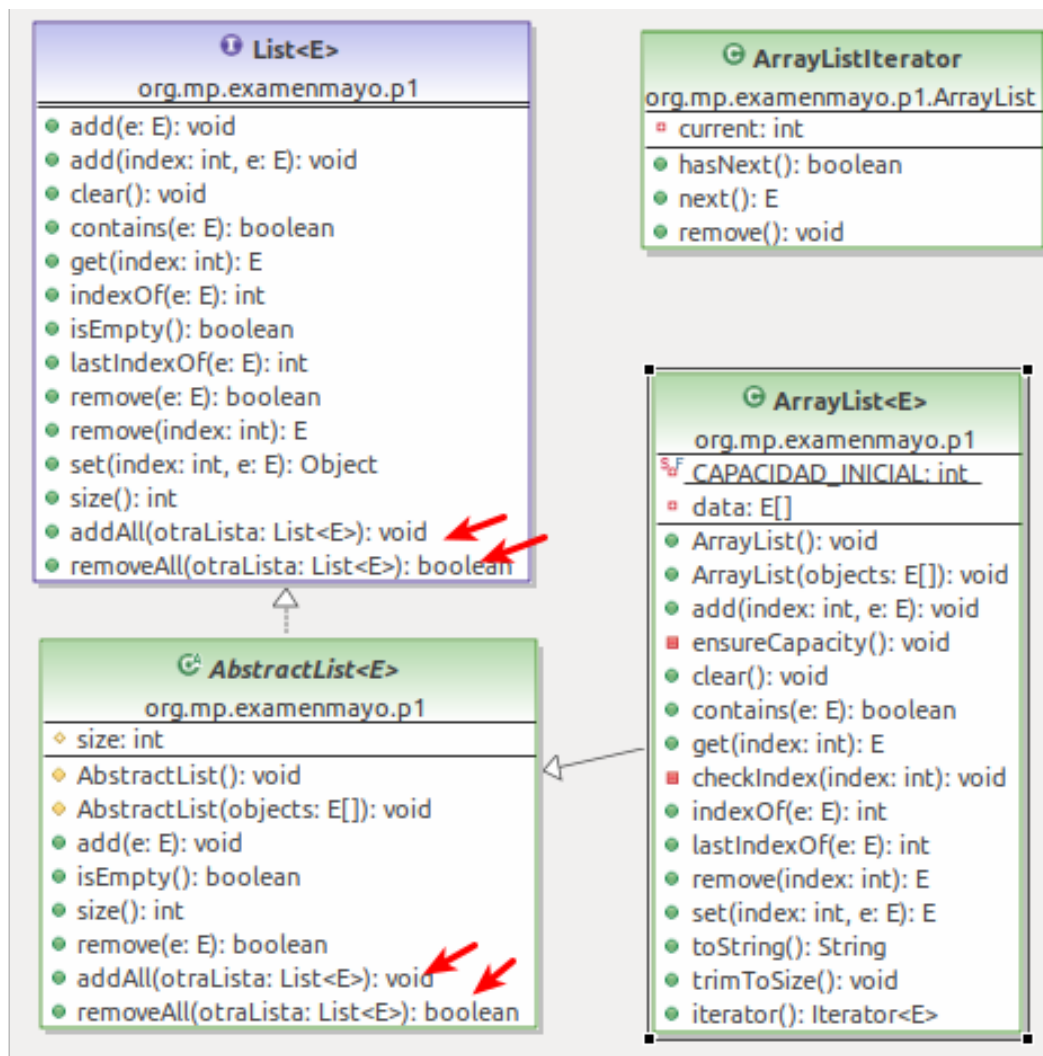 List<E>
org.mp.examenmayo.p1
add(e: E): void
add(index: int, e: E): void
clear(): void
contains(e: E): boolean
get(index: int): E
indexOf(e: E): int
isEmpty(): boolean
lastIndexOf(e: E): int
remove(e: E): boolean
remove(index: int): E
set(index: int, e: E): Object
size(): int
addAll(otraLista: List<E>): void
removeAll(otraLista: List<E>): boolean
AbstractList<E>
org.mp.examenmayo.p1
size: int
AbstractList(): void
AbstractList(objects: E[]): void
add(e: E): void
isEmpty(): boolean
size(): int
remove(e: E): boolean
addAll(otraLista: List<E>): void
removeAll(otraLista: List<E>): boolean
ArrayListIterator
org.mp.examenmayo.p1.ArrayList
current: int
hasNext(): boolean
next(): E
remove(): void
ArrayList<E>
org.mp.examenmayo.p1
CAPACIDAD_INICIAL: int
data: E[]
ArrayList(): void
ArrayList(objects: E[]): void
add(index: int, e: E): void
ensureCapacity(): void
clear(): void
contains(e: E): boolean
get(index: int): E
checkIndex(index: int): void
indexOf(e: E): int
lastIndexOf(e: E): int
remove(index: int): E
set(index: int, e: E): E
toString(): String
trimToSize(): void
iterator(): Iterator<E>